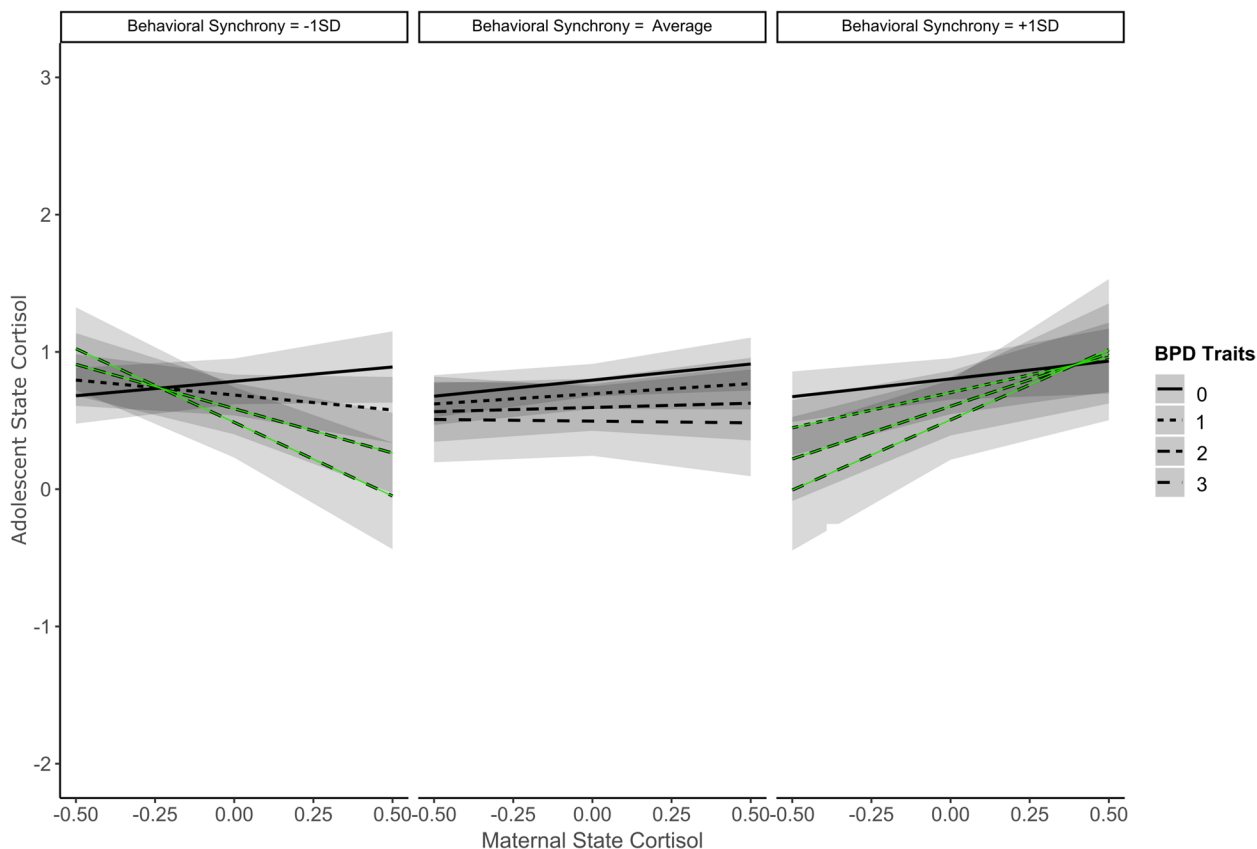 Behavioral Synchrony = -1SD
Behavioral Synchrony =  Average
Behavioral Synchrony = +1SD
3
2
1
0
-1
-2
Adolescent State Cortisol
-0.50 -0.25 0.00 0.25 0.50
-0.50 -0.25 0.00 0.25 0.50
-0.50 -0.25 0.00 0.25 0.50
Maternal State Cortisol
BPD Traits
0
1
2
3